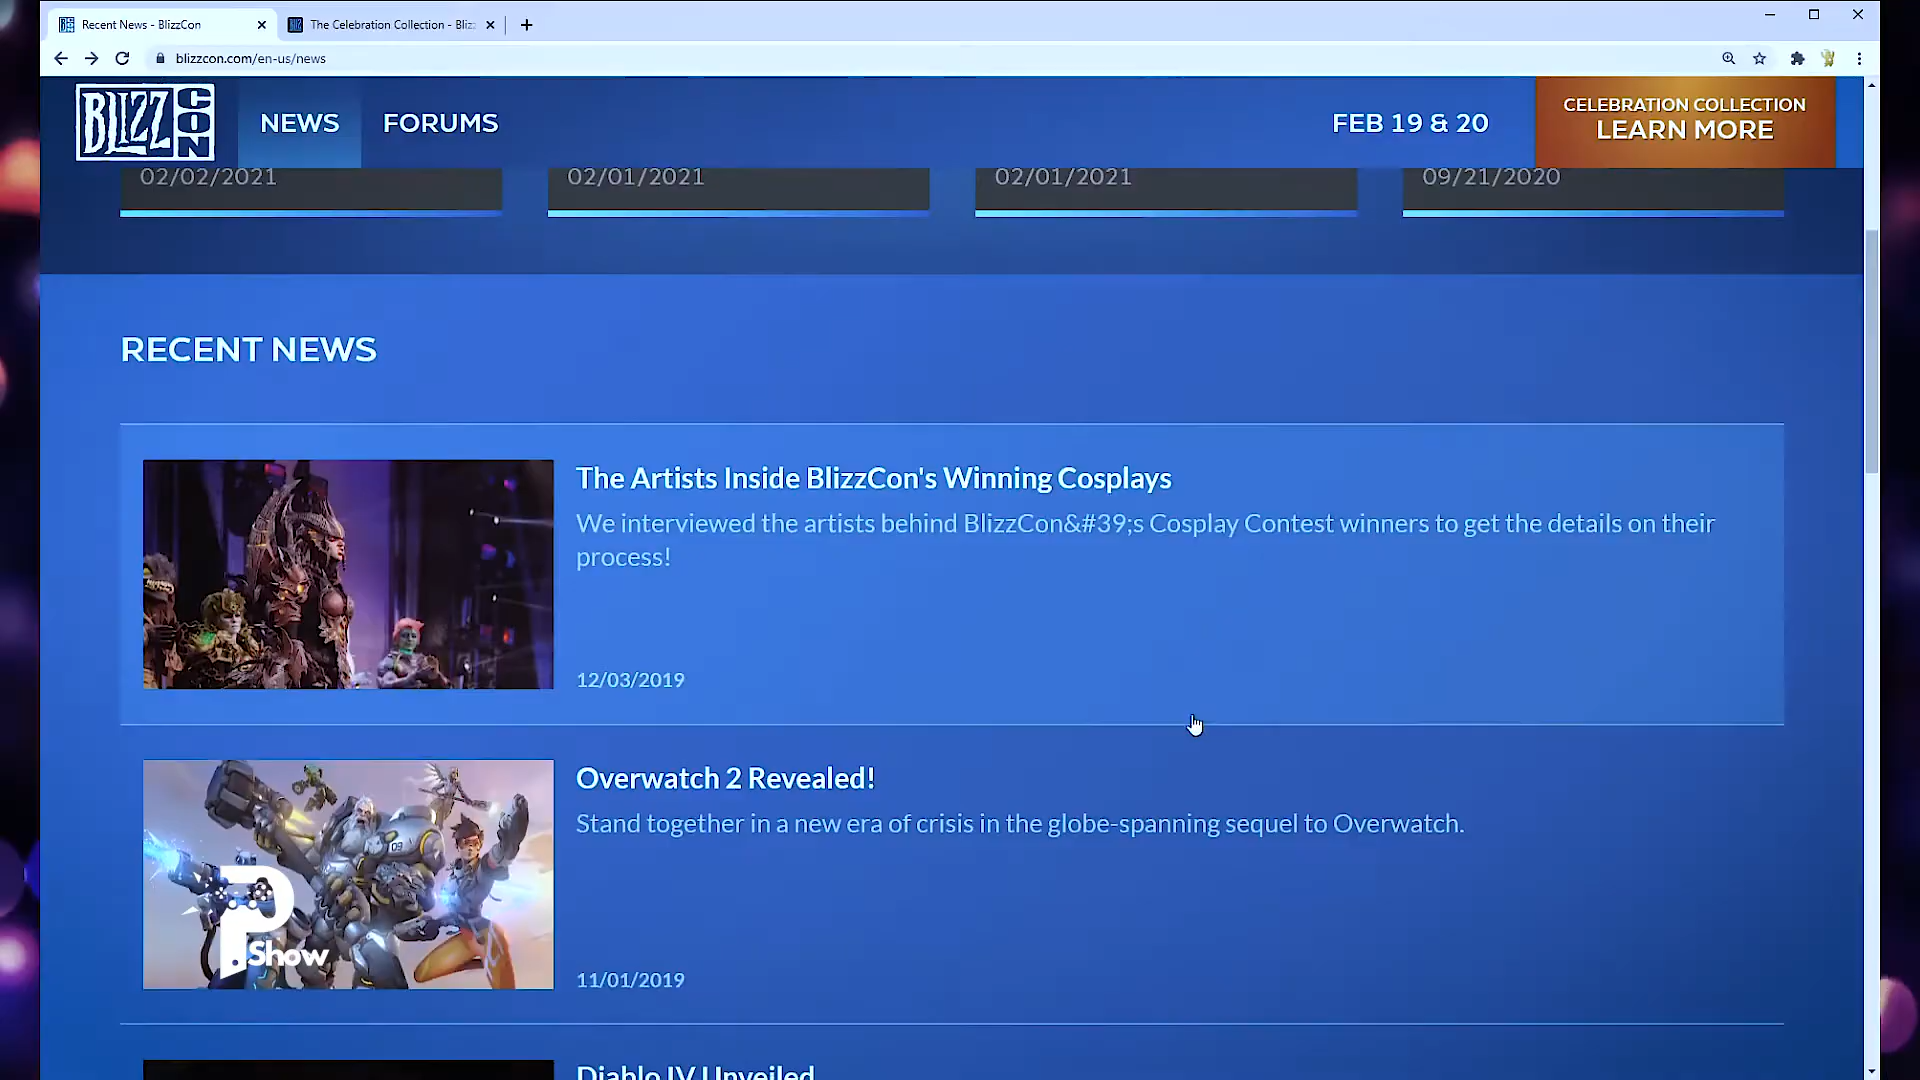 Recent News - BlizzCon
The Celebration Collection - Bliz
blizzcon.com/en-us/news
BLIZZ CON
NEWS
FORUMS
FEB 19 & 20
CELEBRATION COLLECTION
LEARN MORE
02/02/2021
02/01/2021
02/01/2021
09/21/2020
RECENT NEWS
The Artists Inside BlizzCon's Winning Cosplays
We interviewed the artists behind BlizzCon&#39;s Cosplay Contest winners to get the details on their
process!
12/03/2019
Overwatch 2 Revealed!
Stand together in a new era of crisis in the globe-spanning sequel to Overwatch.
09
P.Show
11/01/2019
Diablo IV Unveiled